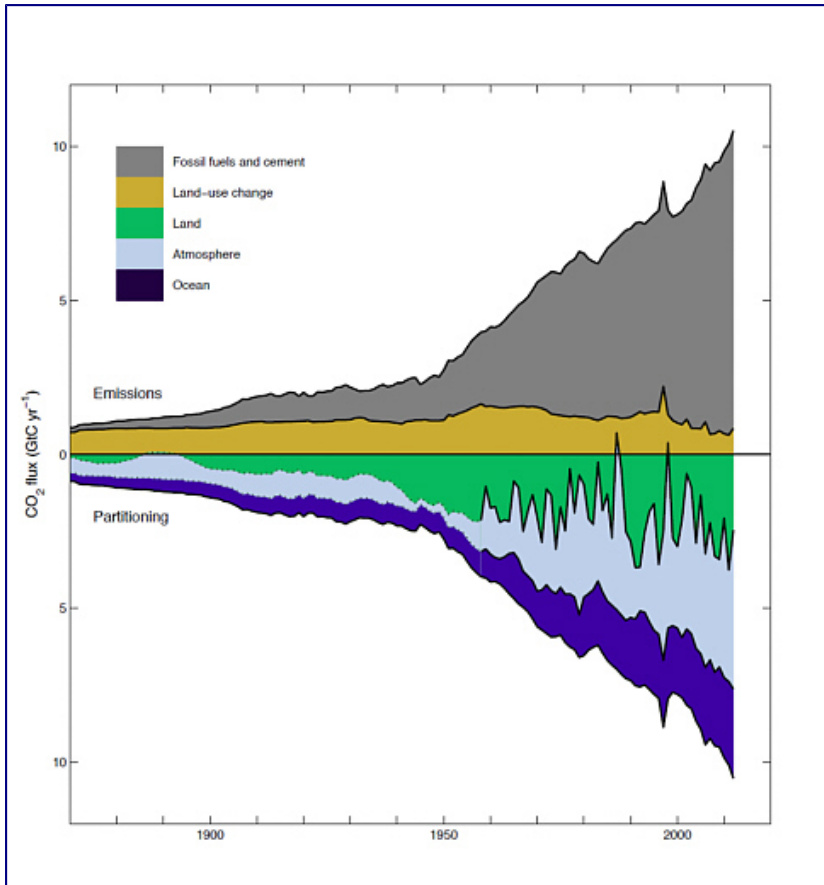 10
Fossil fuels and cement
Land-use change
Land
Atmosphere
Ocean
5
Emissions
0
CO2 flux (GtC yr-1)
Partitioning
5
10
1900
1950
2000